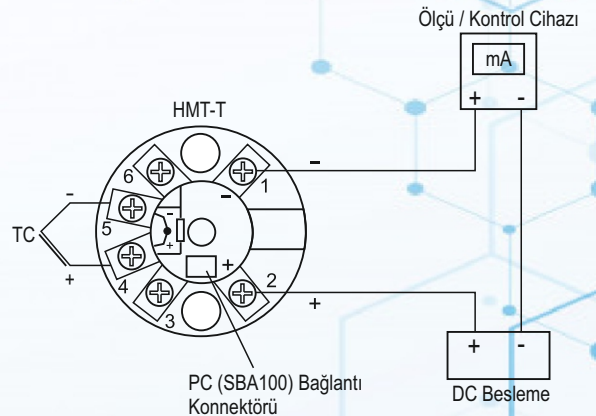 Ölçü / Kontrol Cihazı
mA
+ -
HMT-T
-
6 1
-
-
5
TC
-
+
+
4
+
3 2
+
+ -
DC Besleme
PC (SBA100) Bağlantı
Konnektörü